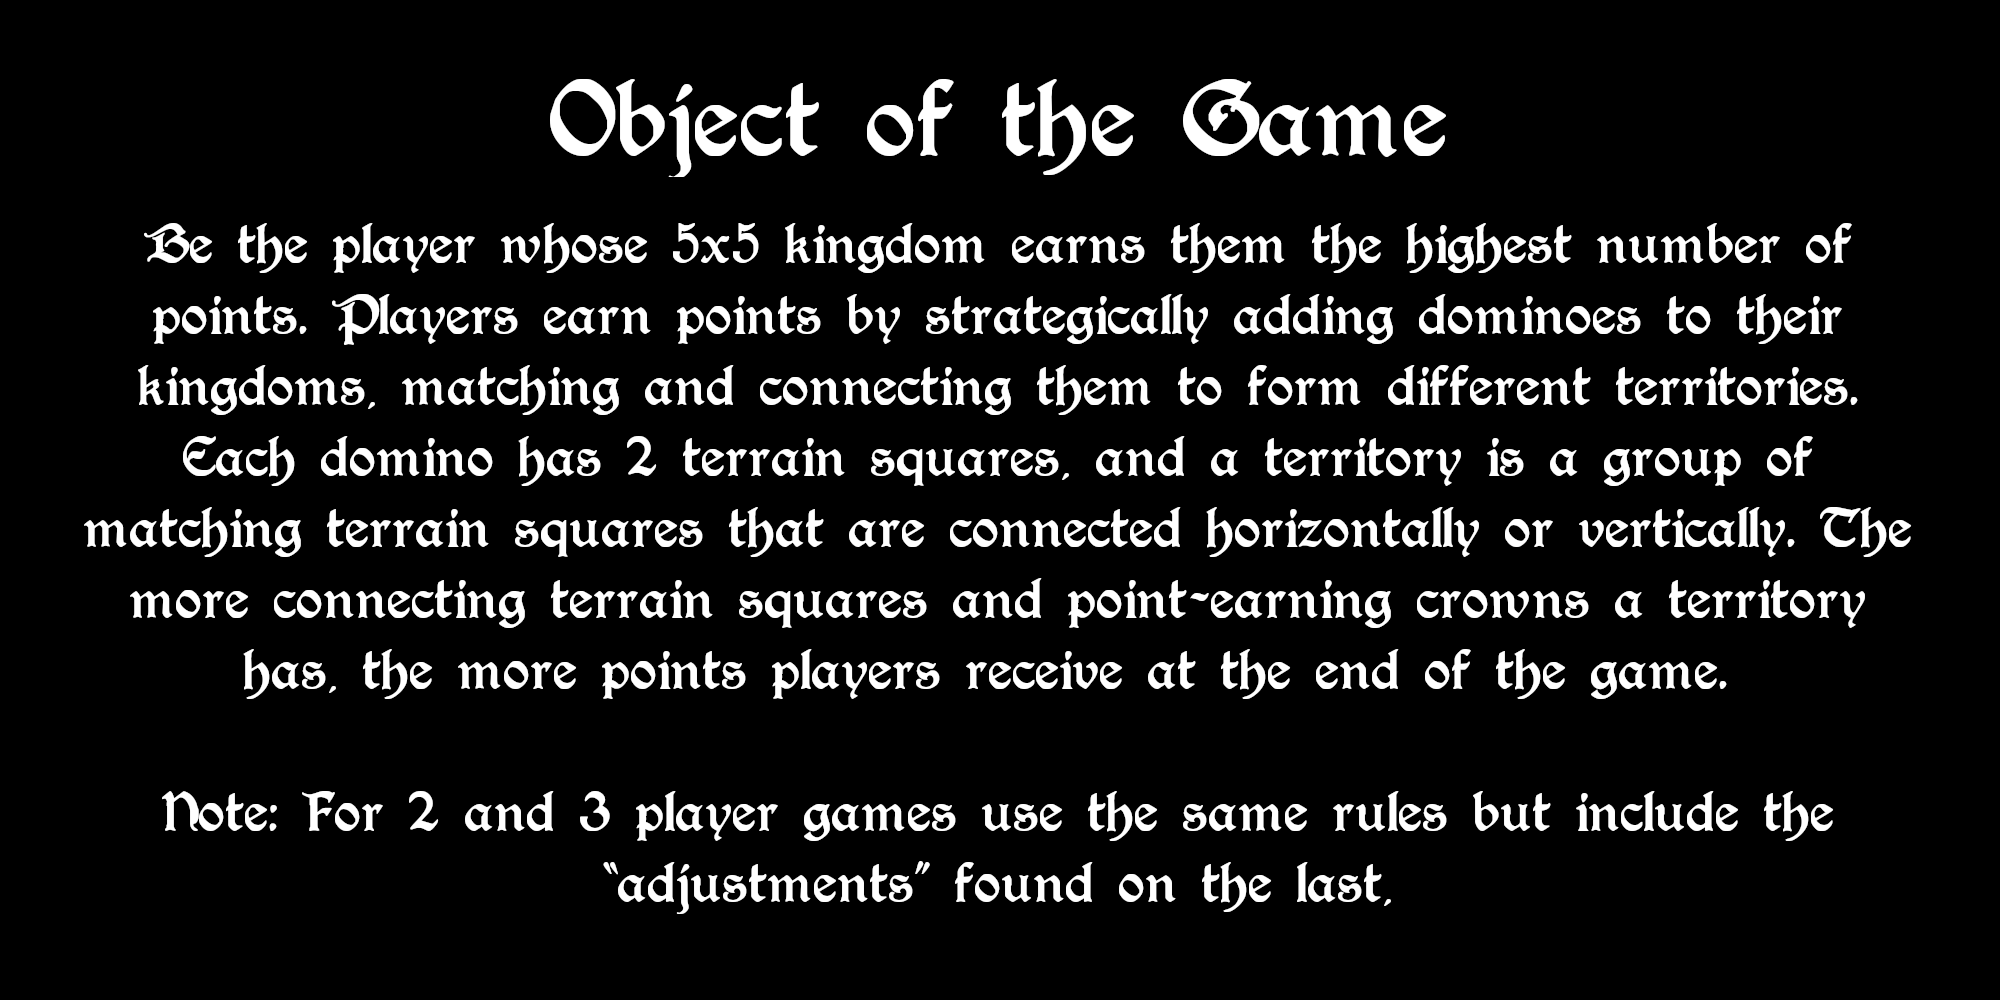 Object of the Game
Be the player whose 5x5 kingdom earns them the highest number of
points. Players earn points by strategically adding dominoes to their
kingdoms, matching and connecting them to form different territories.
Each domino has 2 terrain squares, and a territory is a group of
matching terrain squares that are connected horizontally or vertically. The
more connecting terrain squares and point-earning crowns a territory
has, the more points players receive at the end of the game.
Note: For 2 and 3 player games use the same rules but include the
“adjustments” found on the last,